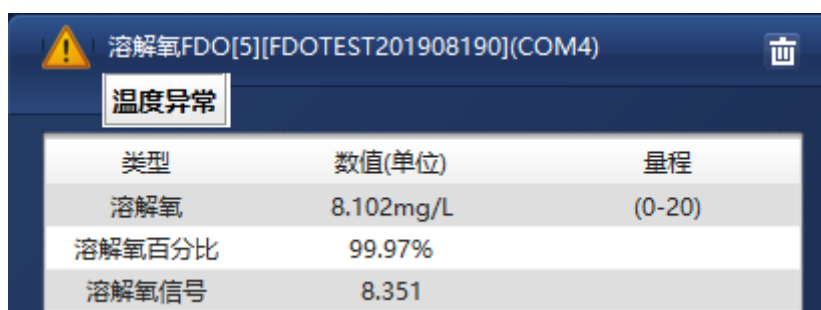 溶解氧FDO[5][FDOTEST201908190](COM4)
温度异常
类型 数值(单位) 量程
溶解氧 8.102mg/L (0-20)
溶解氧百分比 99.97%
溶解氧信号 8.351